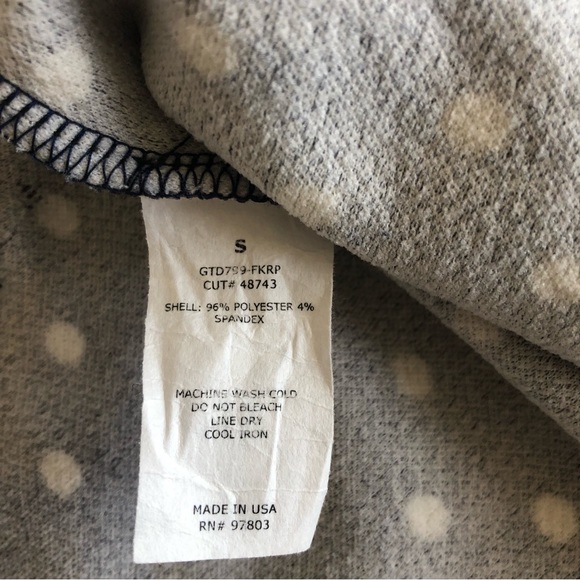 S
GTD799-FKRP
CUT# 48743
SHELL: 96% POLYESTER 4%
SPANDEX
MACHINE WASH COLD
DO NOT BLEACH
LINE DRY
COOL IRON
MADE IN USA
RN# 97803